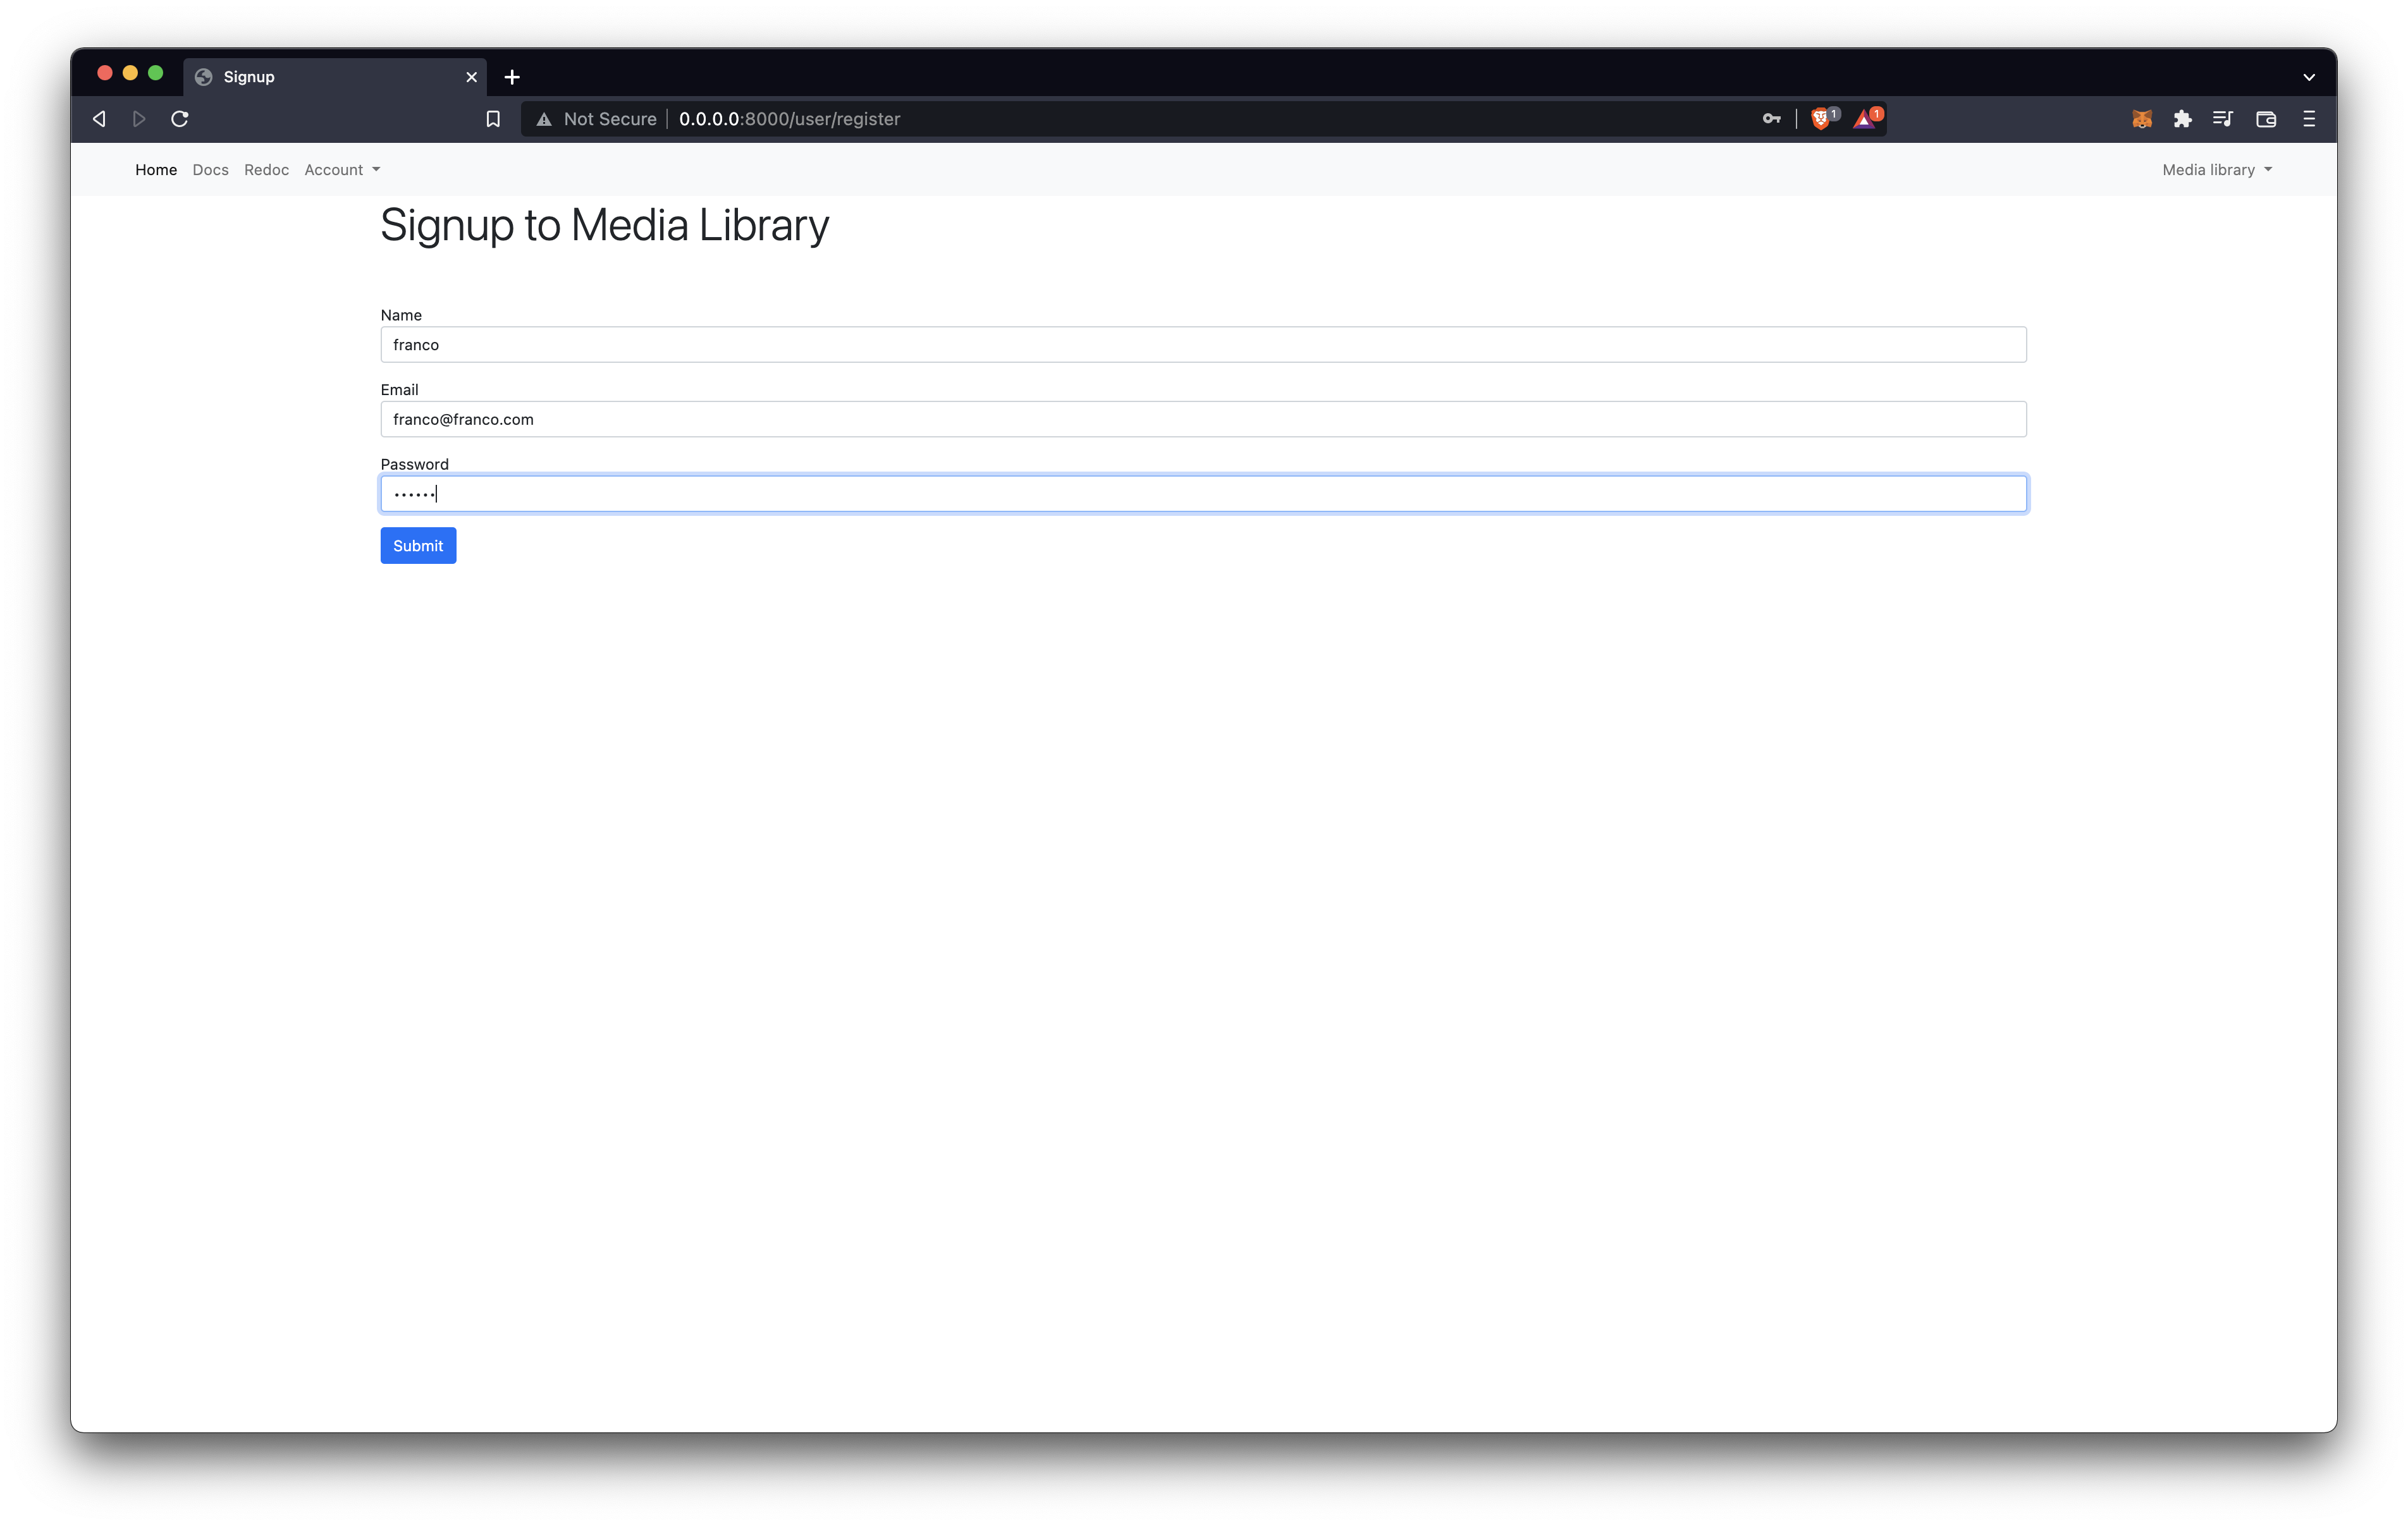 Signup
Not Secure 0.0.0.0:8000/user/register 1 1
Home Docs Redoc Account Media library
Signup to Media Library
Name
franco
Email
franco@franco.com
Password
••••••
Submit